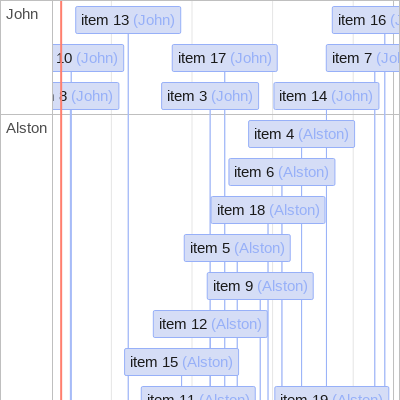 John
item 13 (John)
item 16
10 (John)
item 17 (John)
item 7
8 (John)
item 3 (John)
item 14 (John)
Alston
item 4 (Alston)
item 6 (Alston)
item 18 (Alston)
item 5 (Alston)
item 9 (Alston)
item 12 (Alston)
item 15 (Alston)
item 11 (Alston)
item 19 (Alston)